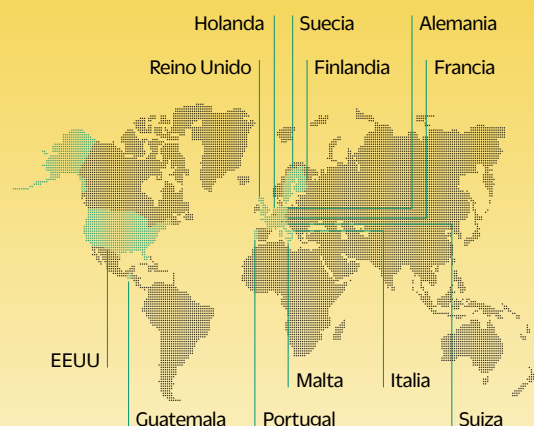 Holanda Suecia Alemania
Reino Unido Finlandia Francia
EEUU
Malta Italia
Guatemala Portugal Suiza